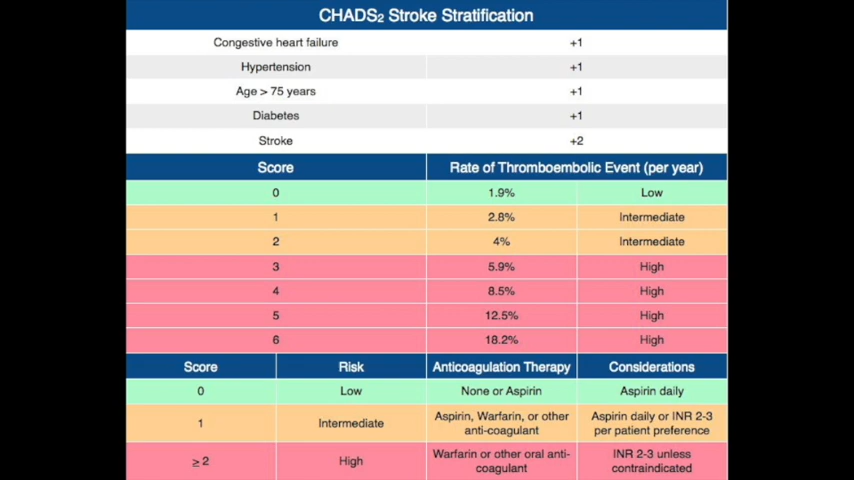 CHADS₂ Stroke Stratification
Congestive heart failure +1
Hypertension +1
Age > 75 years +1
Diabetes +1
Stroke +2
Score Rate of Thromboembolic Event (per year)
0 1.9% Low
1 2.8% Intermediate
2 4% Intermediate
3 5.9% High
4 8.5% High
5 12.5% High
6 18.2% High
Score Risk Anticoagulation Therapy Considerations
0 Low None or Aspirin Aspirin daily
1 Intermediate Aspirin, Warfarin, or other Aspirin daily or INR 2-3
anti-coagulant per patient preference
≥ 2 High Warfarin or other oral anti- INR 2-3 unless
coagulant contraindicated